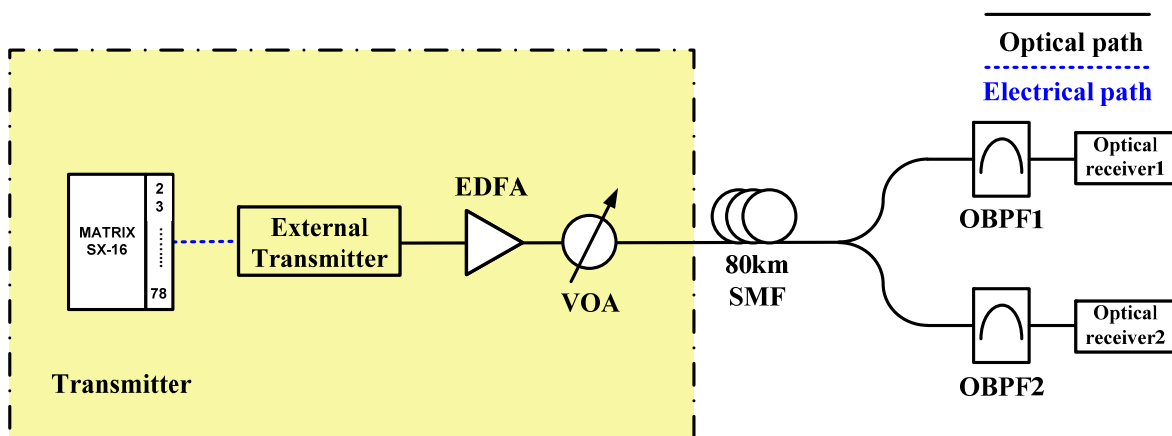 Optical path
Electrical path
MATRIX
SX-16
2
3
78
External
Transmitter
EDFA
VOA
80km
SMF
OBPF1
Optical
receiver1
OBPF2
Optical
receiver2
Transmitter